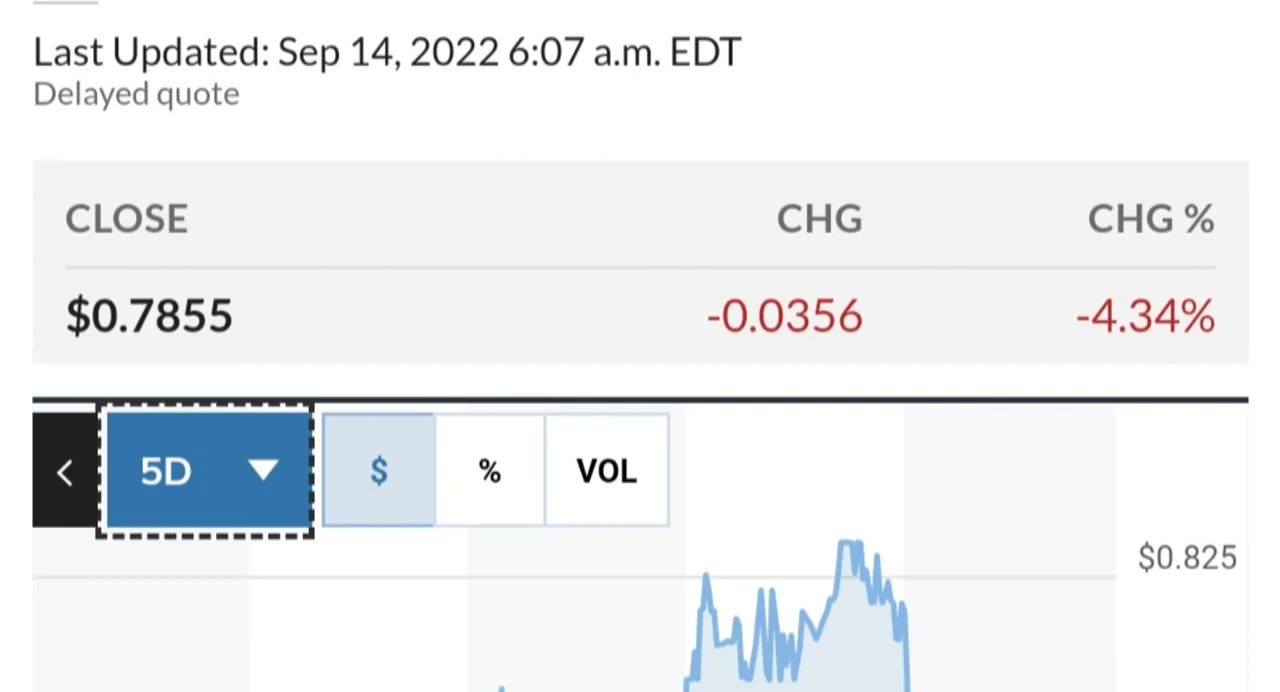 Last Updated: Sep 14, 2022 6:07 a.m. EDT
Delayed quote
CLOSE CHG CHG %
$0.7855 -0.0356 -4.34%
5D $ % VOL
$0.825